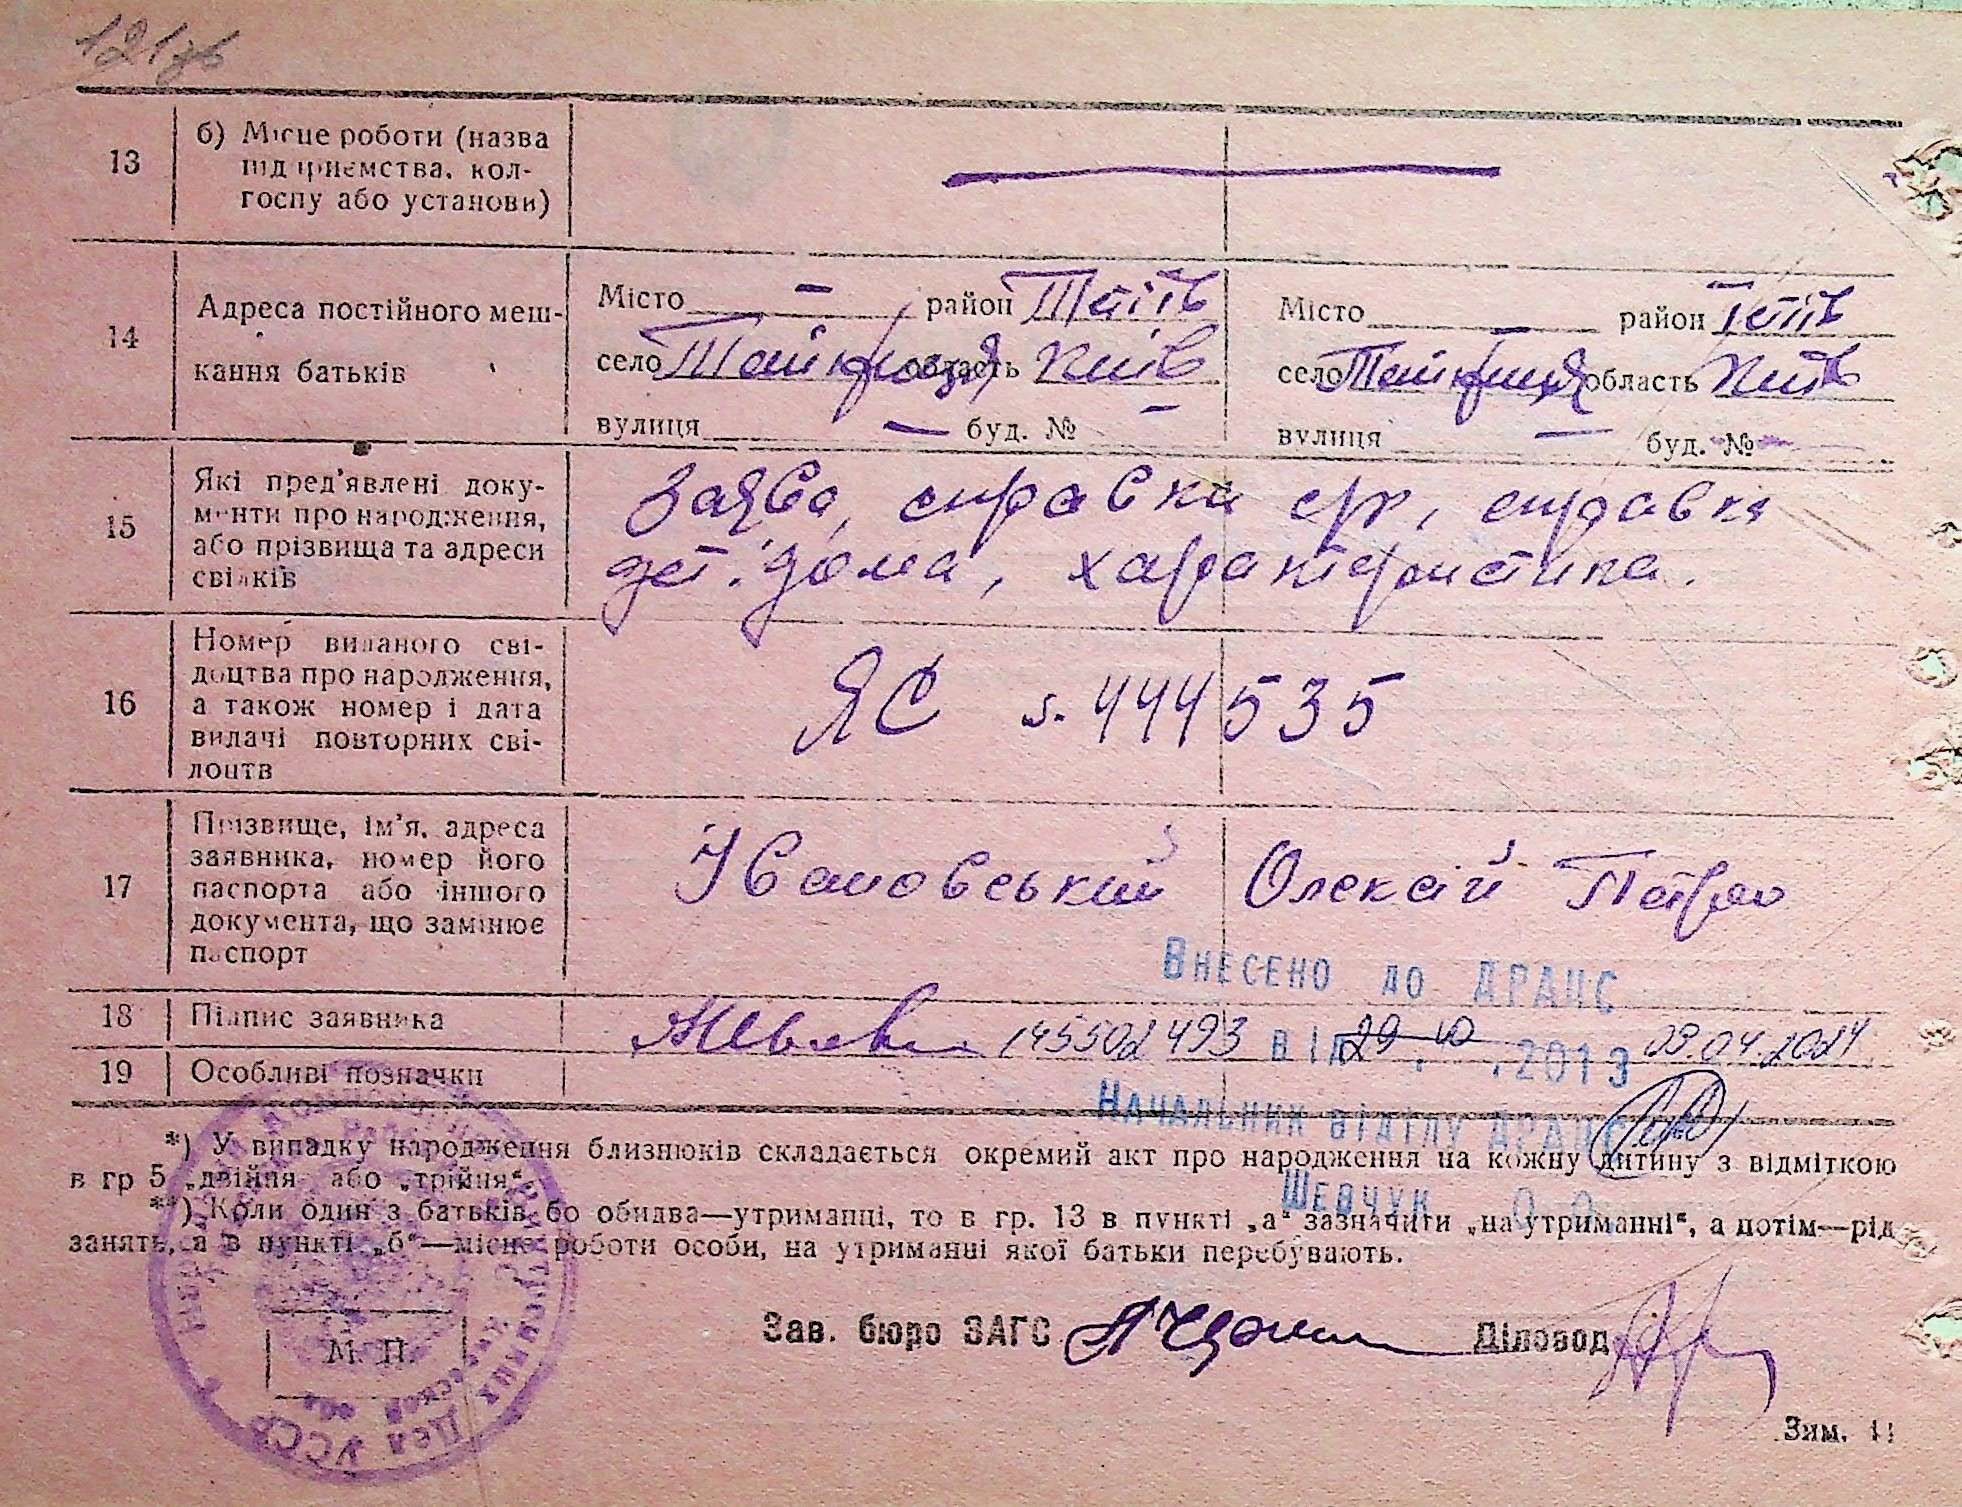 121зв
13 б) Місце роботи (назва
підприємства, кол-
госпу або установи)
14 Адреса постійного меш-
кання батьків
Місто — район Тетіїв
село область Київ
вулиця — буд. № —
Місто — район Тетіїв
село область Київ
вулиця — буд. № —
15 Які пред'явлені доку-
менти про народження,
або прізвища та адреси
свідків
Заява, справка с/р, справка
дет. дома, характеристика.
16 Номер виданого сві-
доцтва про народження,
а також номер і дата
видачі повторних сві-
доцтв
ЯС 444535
17 Прізвище, ім'я, адреса
заявника, номер його
паспорта або іншого
документа, що замінює
паспорт
Івановський Олексій Петро
Внесено до ДРАЦС
18 Підпис заявника
145502493 від 29 10 .2013 03.04.2024
19 Особливі позначки
Начальник відділу ДРАЦС
*) У випадку народження близнюків складається окремий акт про народження на кожну дитину з відміткою
в гр 5 „двійня“ або „трійня“.
Шевчук О.О.
**) Коли один з батьків бо обидва—утриманці, то в гр. 13 в пункті „а“ зазначити „на утриманні“, а потім—рід
занять, а в пункті „б“—місце роботи особи, на утриманні якої батьки перебувають.
М. П.
УССР
Зав. бюро ЗАГС Діловод
Зим. 11